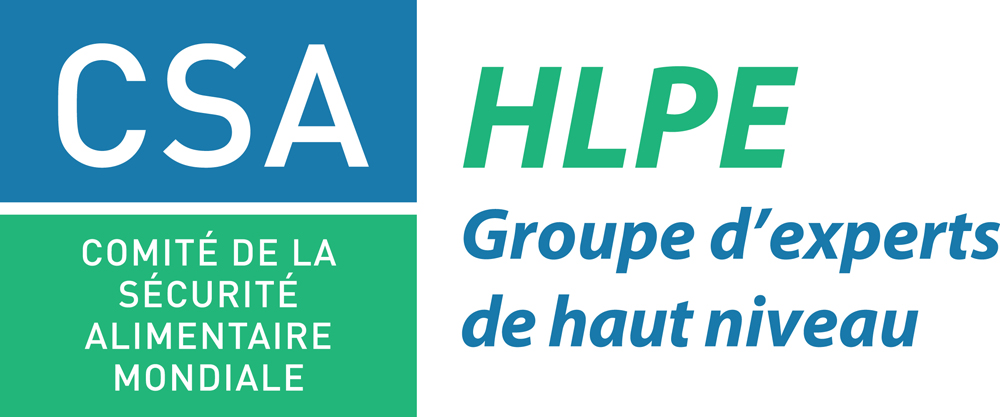 CSA
COMITÉ DE LA
SÉCURITÉ
ALIMENTAIRE
MONDIALE
HLPE
Groupe d’experts
de haut niveau